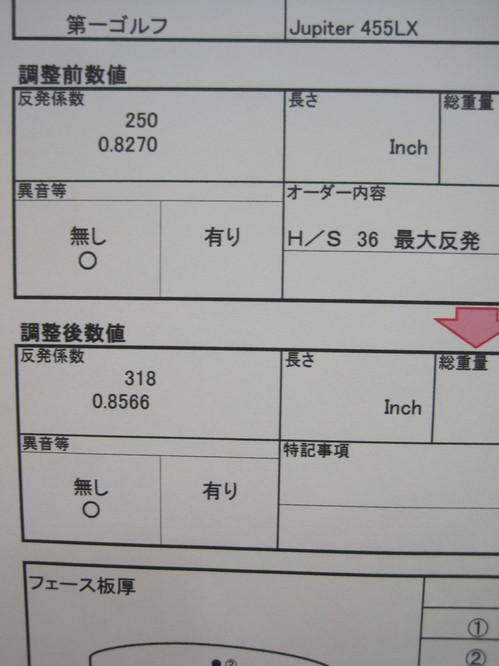 第一ゴルフ
Jupiter 455LX
調整前数値
反発係数
長さ
総重量
250
0.8270
Inch
異音等
オーダー内容
無し
有り
○
H/S 36 最大反発
調整後数値
反発係数
長さ
総重量
318
0.8566
Inch
異音等
特記事項
無し
有り
○
フェース板厚
①
②
②